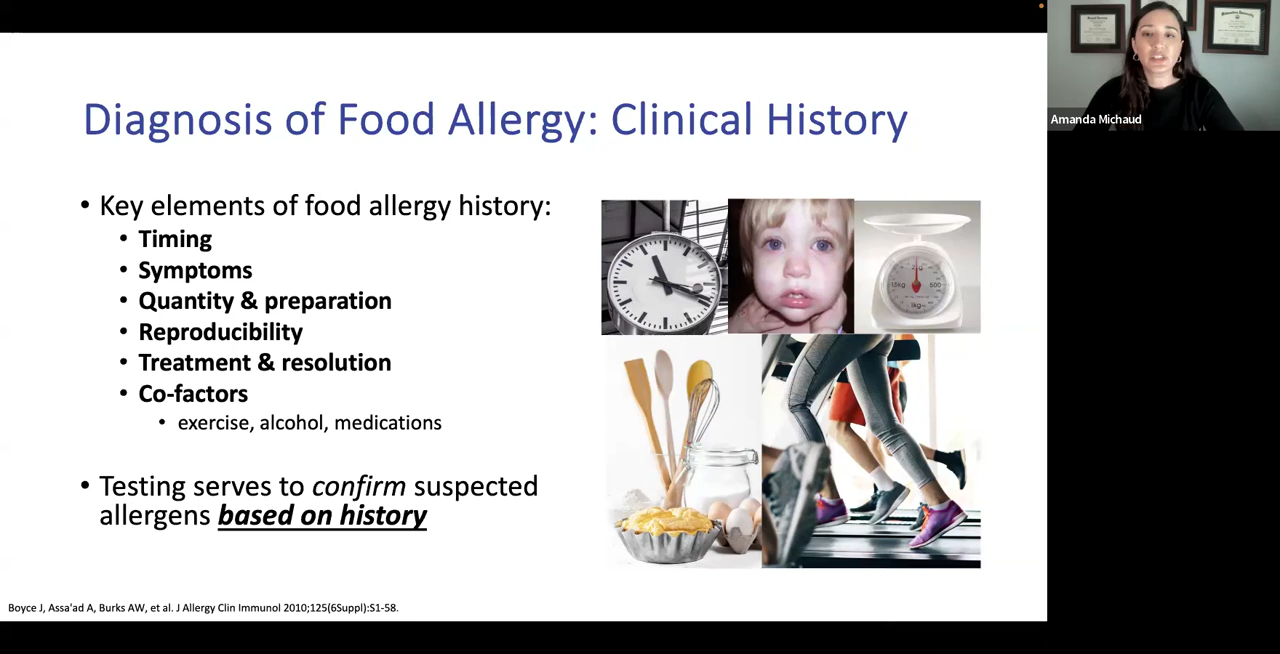 Diagnosis of Food Allergy: Clinical History
• Key elements of food allergy history:
• Timing
• Symptoms
• Quantity & preparation
• Reproducibility
• Treatment & resolution
• Co-factors
• exercise, alcohol, medications
• Testing serves to confirm suspected
allergens based on history
Boyce J, Assa'ad A, Burks AW, et al. J Allergy Clin Immunol 2010;125(6Suppl):S1-58.
Amanda Michaud
500
1kg